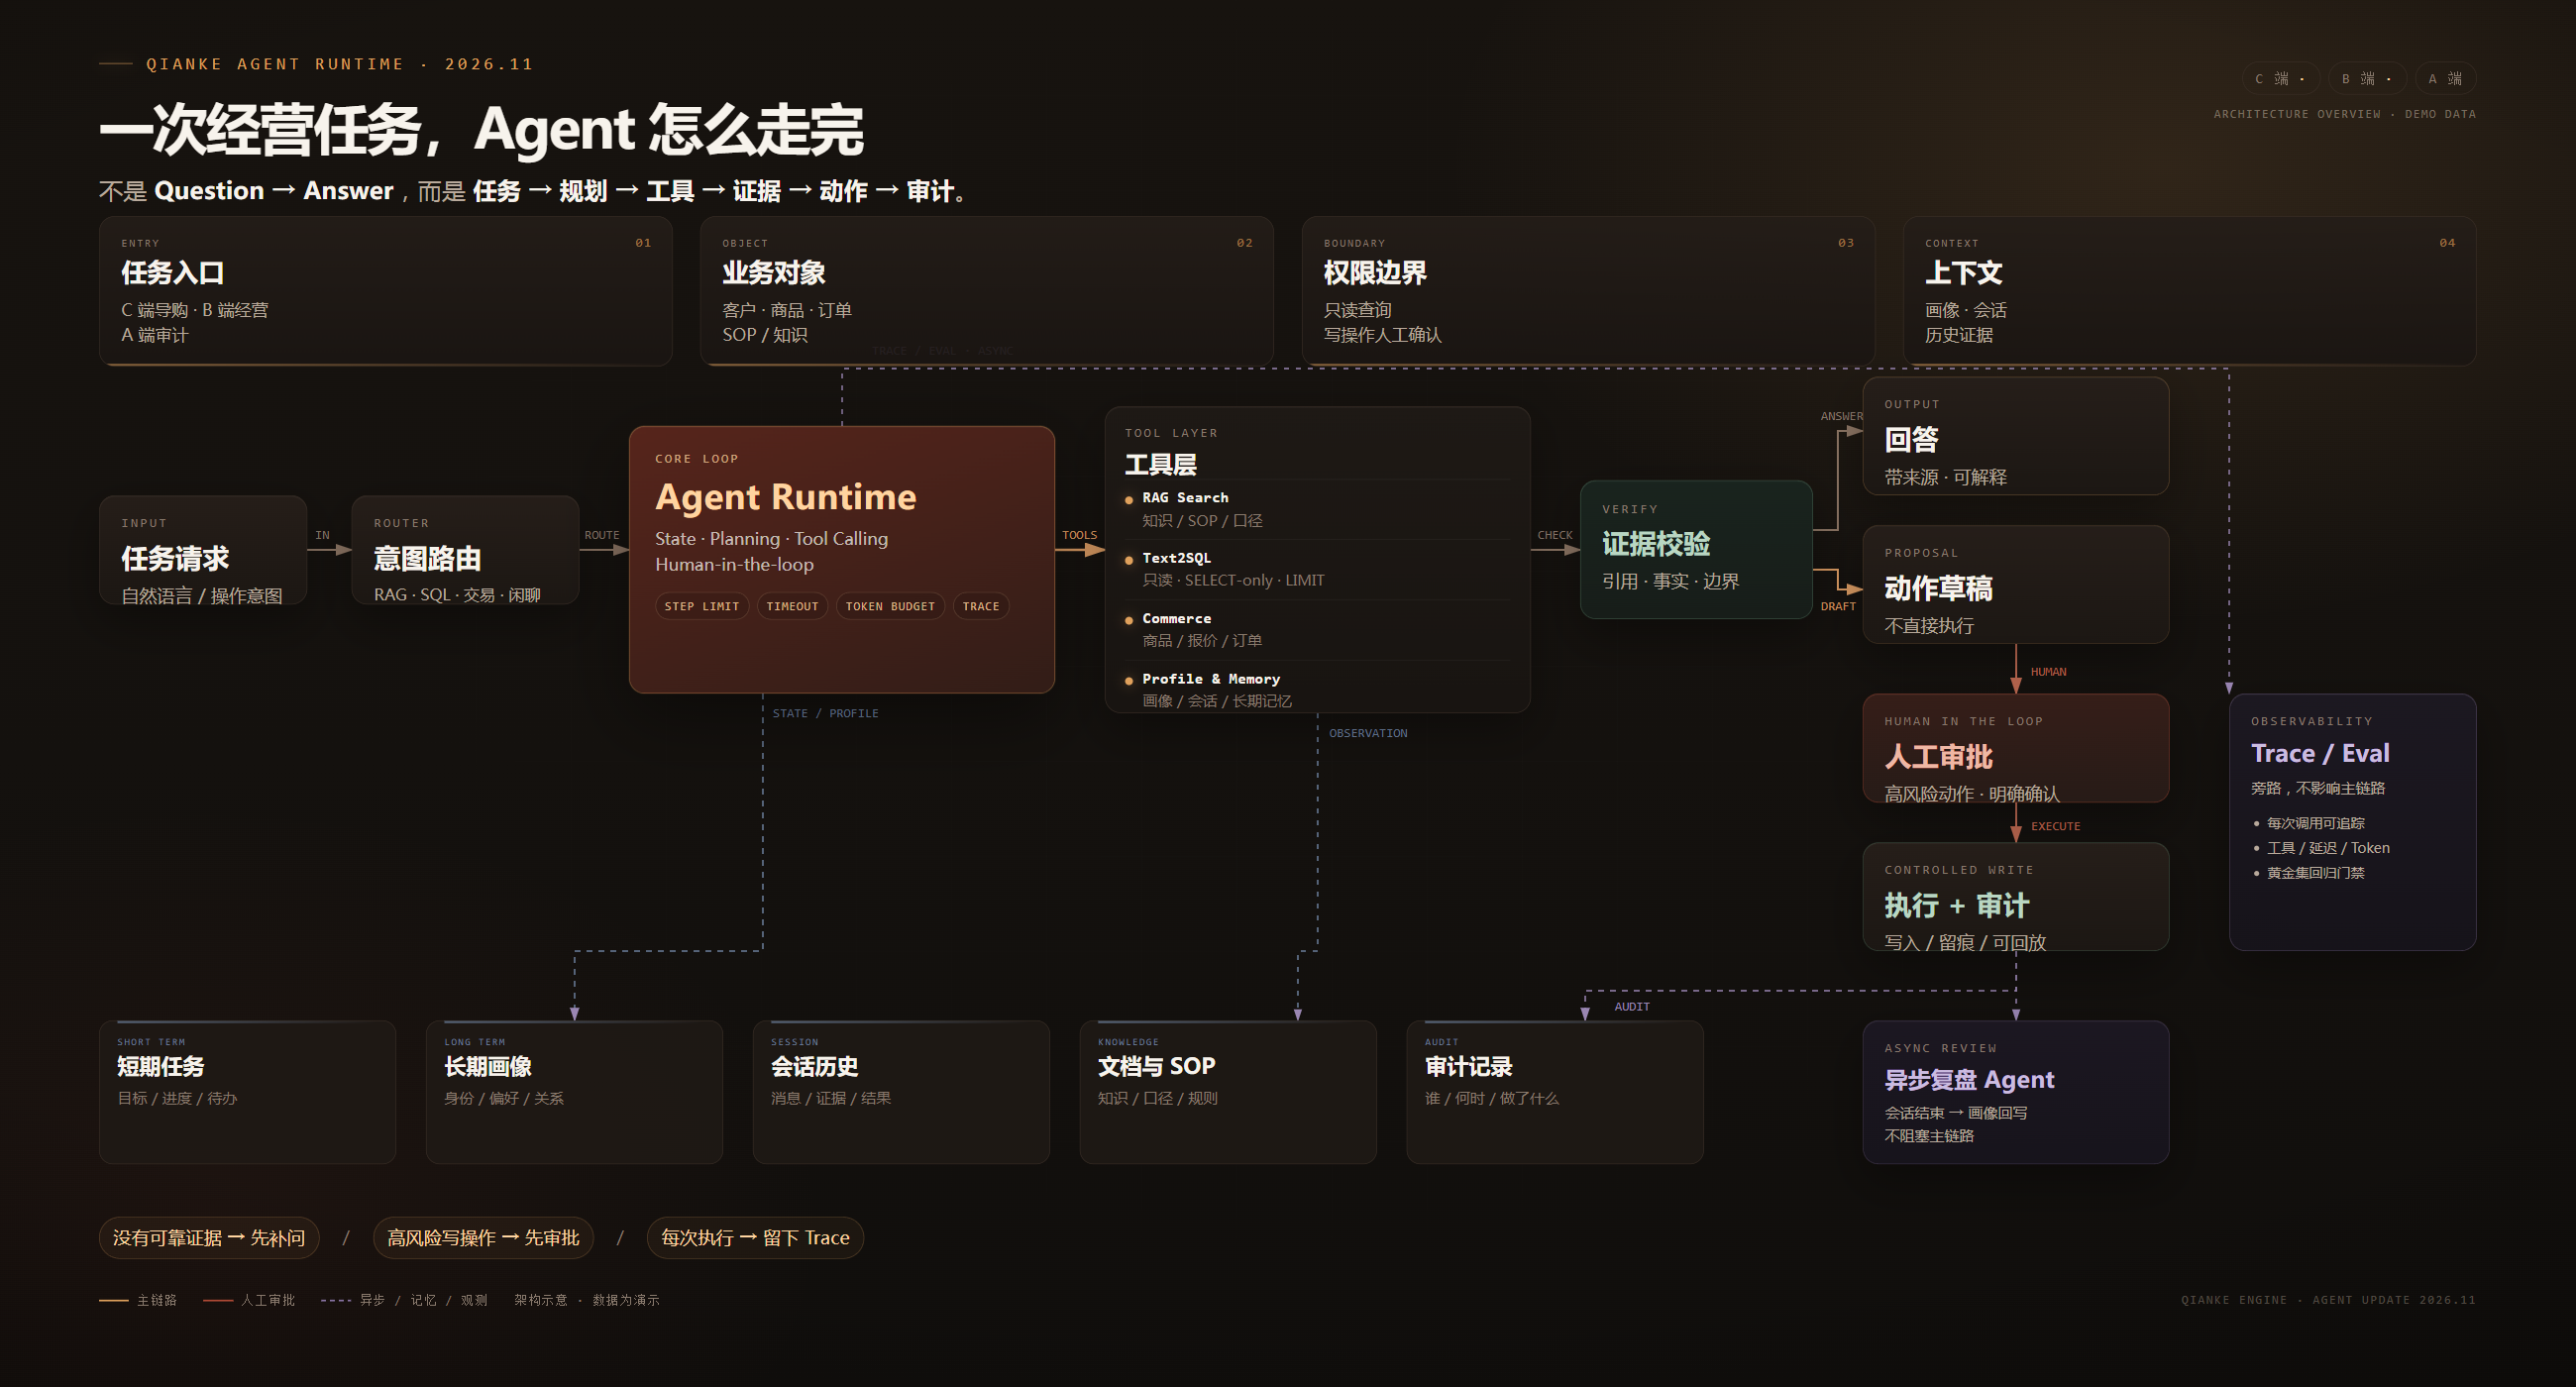 QIANKE AGENT RUNTIME · 2026.11
C 端 ·
B 端 ·
A 端
ARCHITECTURE OVERVIEW · DEMO DATA
一次经营任务，Agent 怎么走完
不是 Question → Answer，而是 任务 → 规划 → 工具 → 证据 → 动作 → 审计。
ENTRY
01
任务入口
C 端导购 · B 端经营
A 端审计
OBJECT
02
业务对象
客户 · 商品 · 订单
SOP / 知识
BOUNDARY
03
权限边界
只读查询
写操作人工确认
CONTEXT
04
上下文
画像 · 会话
历史证据
TRACE / EVAL · ASYNC
INPUT
任务请求
自然语言 / 操作意图
IN
ROUTER
意图路由
RAG · SQL · 交易 · 闲聊
ROUTE
CORE LOOP
Agent Runtime
State · Planning · Tool Calling
Human-in-the-loop
STEP LIMIT
TIMEOUT
TOKEN BUDGET
TRACE
TOOLS
TOOL LAYER
工具层
RAG Search
知识 / SOP / 口径
Text2SQL
只读 · SELECT-only · LIMIT
Commerce
商品 / 报价 / 订单
Profile & Memory
画像 / 会话 / 长期记忆
CHECK
VERIFY
证据校验
引用 · 事实 · 边界
ANSWER
OUTPUT
回答
带来源 · 可解释
DRAFT
PROPOSAL
动作草稿
不直接执行
HUMAN
HUMAN IN THE LOOP
人工审批
高风险动作 · 明确确认
EXECUTE
CONTROLLED WRITE
执行 + 审计
写入 / 留痕 / 可回放
OBSERVABILITY
Trace / Eval
旁路，不影响主链路
• 每次调用可追踪
• 工具 / 延迟 / Token
• 黄金集回归门禁
STATE / PROFILE
OBSERVATION
AUDIT
SHORT TERM
短期任务
目标 / 进度 / 待办
LONG TERM
长期画像
身份 / 偏好 / 关系
SESSION
会话历史
消息 / 证据 / 结果
KNOWLEDGE
文档与 SOP
知识 / 口径 / 规则
AUDIT
审计记录
谁 / 何时 / 做了什么
ASYNC REVIEW
异步复盘 Agent
会话结束 → 画像回写
不阻塞主链路
没有可靠证据 → 先补问 / 高风险写操作 → 先审批 / 每次执行 → 留下 Trace
主链路 人工审批 异步 / 记忆 / 观测 架构示意 · 数据为演示
QIANKE ENGINE · AGENT UPDATE 2026.11